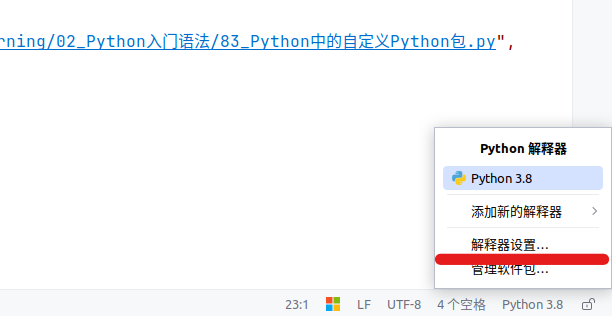 rning/02_Python入门语法/83_Python中的自定义Python包.py",
Python 解释器
Python 3.8
添加新的解释器
解释器设置...
管理软件包...
23:1 LF UTF-8 4 个空格 Python 3.8